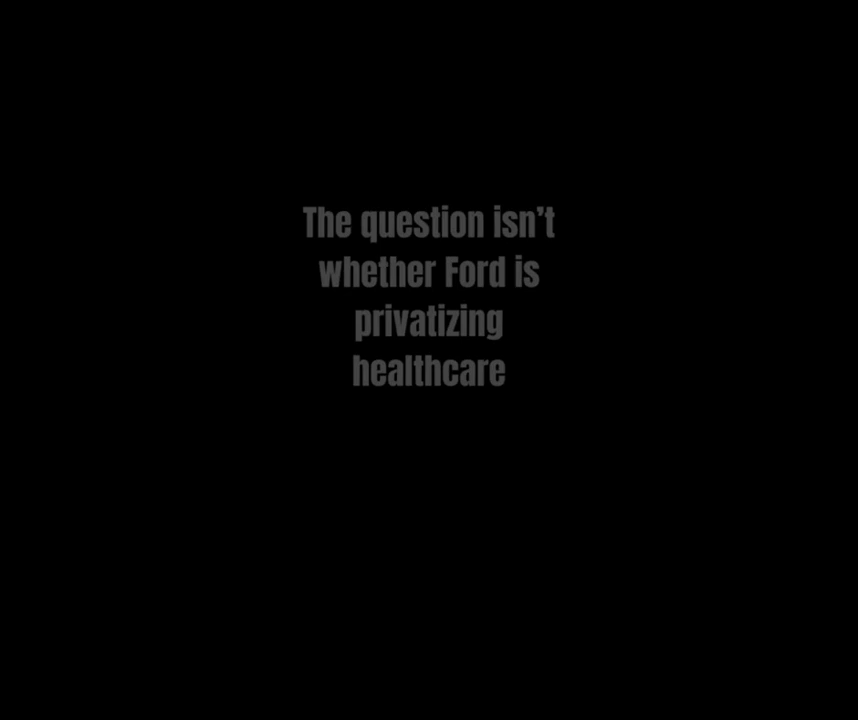 The question isn’t
whether Ford is
privatizing
healthcare